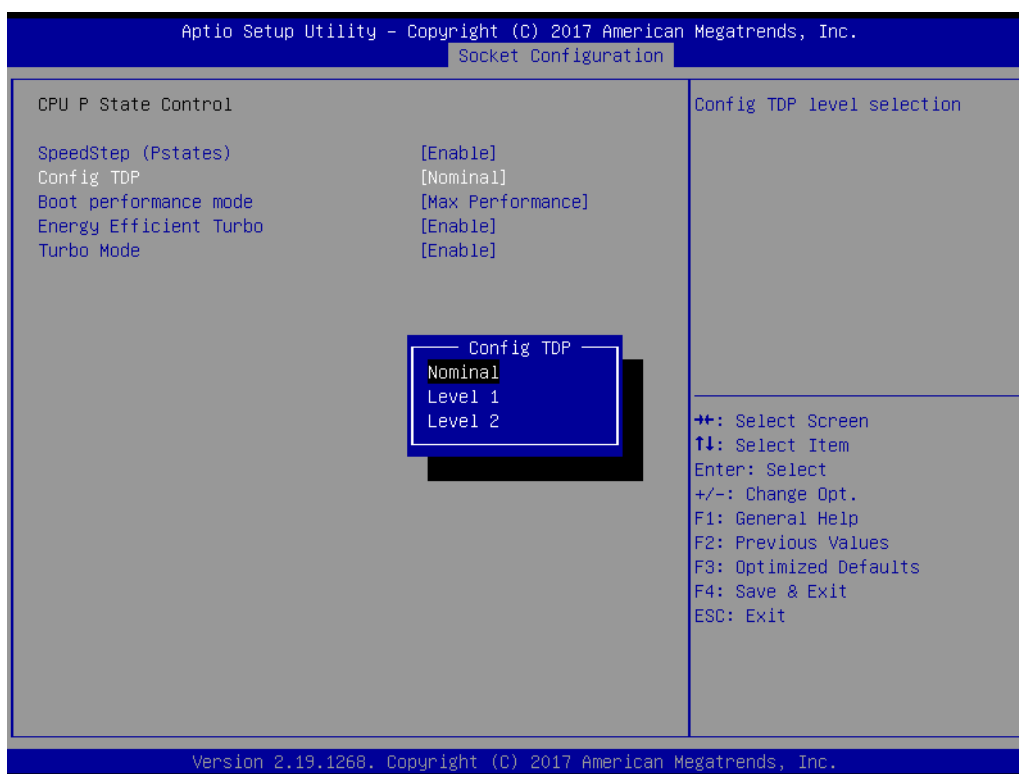 Aptio Setup Utility – Copyright (C) 2017 American Megatrends, Inc.
Socket Configuration
CPU P State Control
SpeedStep (Pstates) [Enable]
Config TDP [Nominal]
Boot performance mode [Max Performance]
Energy Efficient Turbo [Enable]
Turbo Mode [Enable]
Config TDP
Nominal
Level 1
Level 2
Config TDP level selection
→←: Select Screen
↑↓: Select Item
Enter: Select
+/-: Change Opt.
F1: General Help
F2: Previous Values
F3: Optimized Defaults
F4: Save & Exit
ESC: Exit
Version 2.19.1268. Copyright (C) 2017 American Megatrends, Inc.